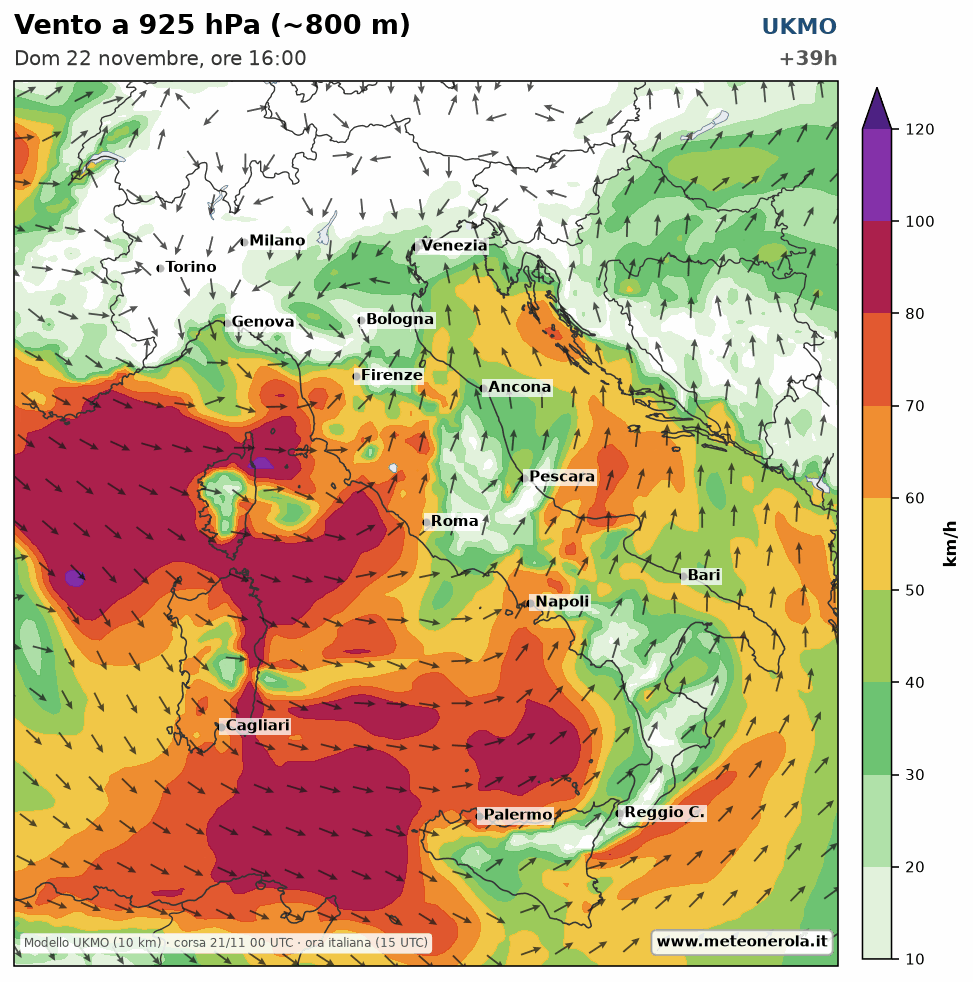 Vento a 925 hPa (~800 m)
UKMO
Dom 22 novembre, ore 16:00
+39h
Milano
Venezia
Torino
Genova
Bologna
Firenze
Ancona
Pescara
Roma
Bari
Napoli
Cagliari
Palermo
Reggio C.
120
100
80
70
60
50
40
30
20
10
km/h
Modello UKMO (10 km) · corsa 21/11 00 UTC · ora italiana (15 UTC)
www.meteonerola.it